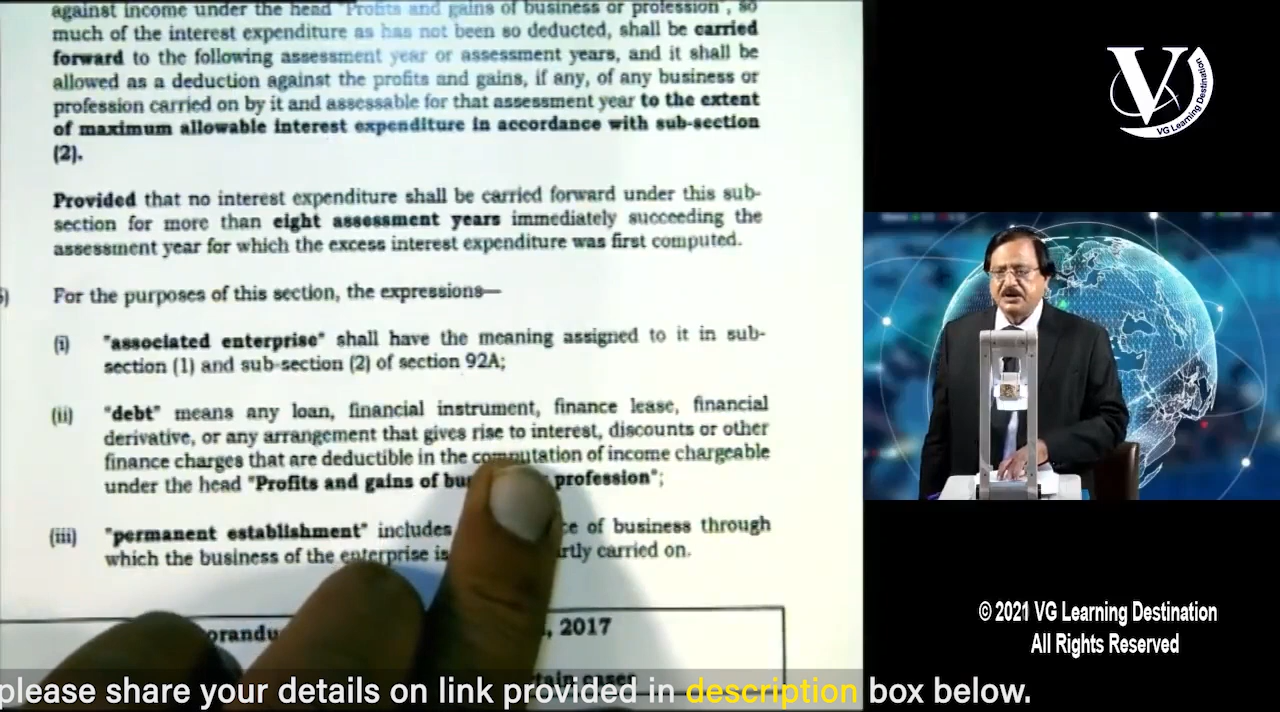 against income under the head "Profits and gains of business or profession", so
much of the interest expenditure as has not been so deducted, shall be carried
forward to the following assessment year or assessment years, and it shall be
allowed as a deduction against the profits and gains, if any, of any business or
profession carried on by it and assessable for that assessment year to the extent
of maximum allowable interest expenditure in accordance with sub-section
(2).
Provided that no interest expenditure shall be carried forward under this sub-
section for more than eight assessment years immediately succeeding the
assessment year for which the excess interest expenditure was first computed.
For the purposes of this section, the expressions—
(i) "associated enterprise" shall have the meaning assigned to it in sub-
section (1) and sub-section (2) of section 92A;
(ii) "debt" means any loan, financial instrument, finance lease, financial
derivative, or any arrangement that gives rise to interest, discounts or other
finance charges that are deductible in the computation of income chargeable
under the head "Profits and gains of profession";
(iii) "permanent establishment" includes of business through
which the business of the enterprise is carried on.
, 2017
please share your details on link provided in description box below.
V
VG Learning Destination
© 2021 VG Learning Destination
All Rights Reserved